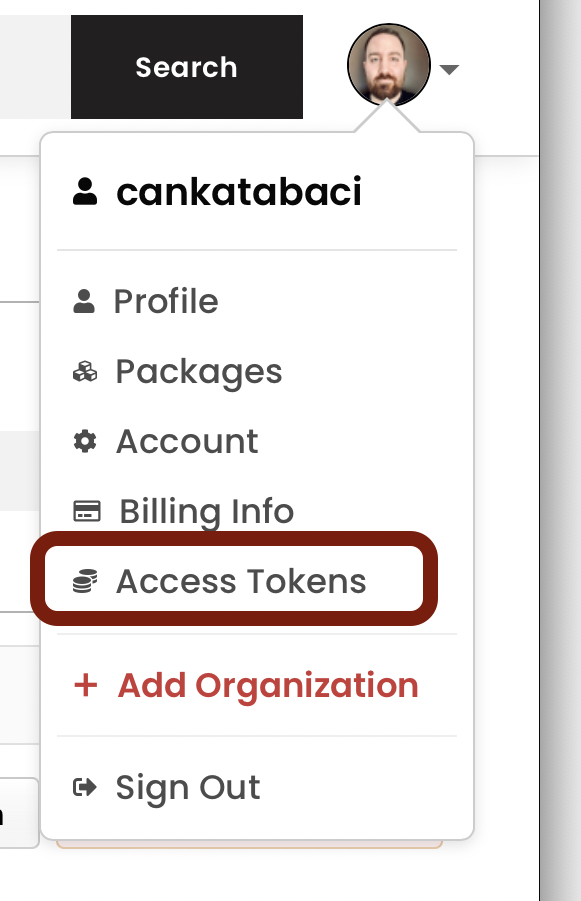 Search
cankatabaci
Profile
Packages
Account
Billing Info
Access Tokens
+ Add Organization
Sign Out